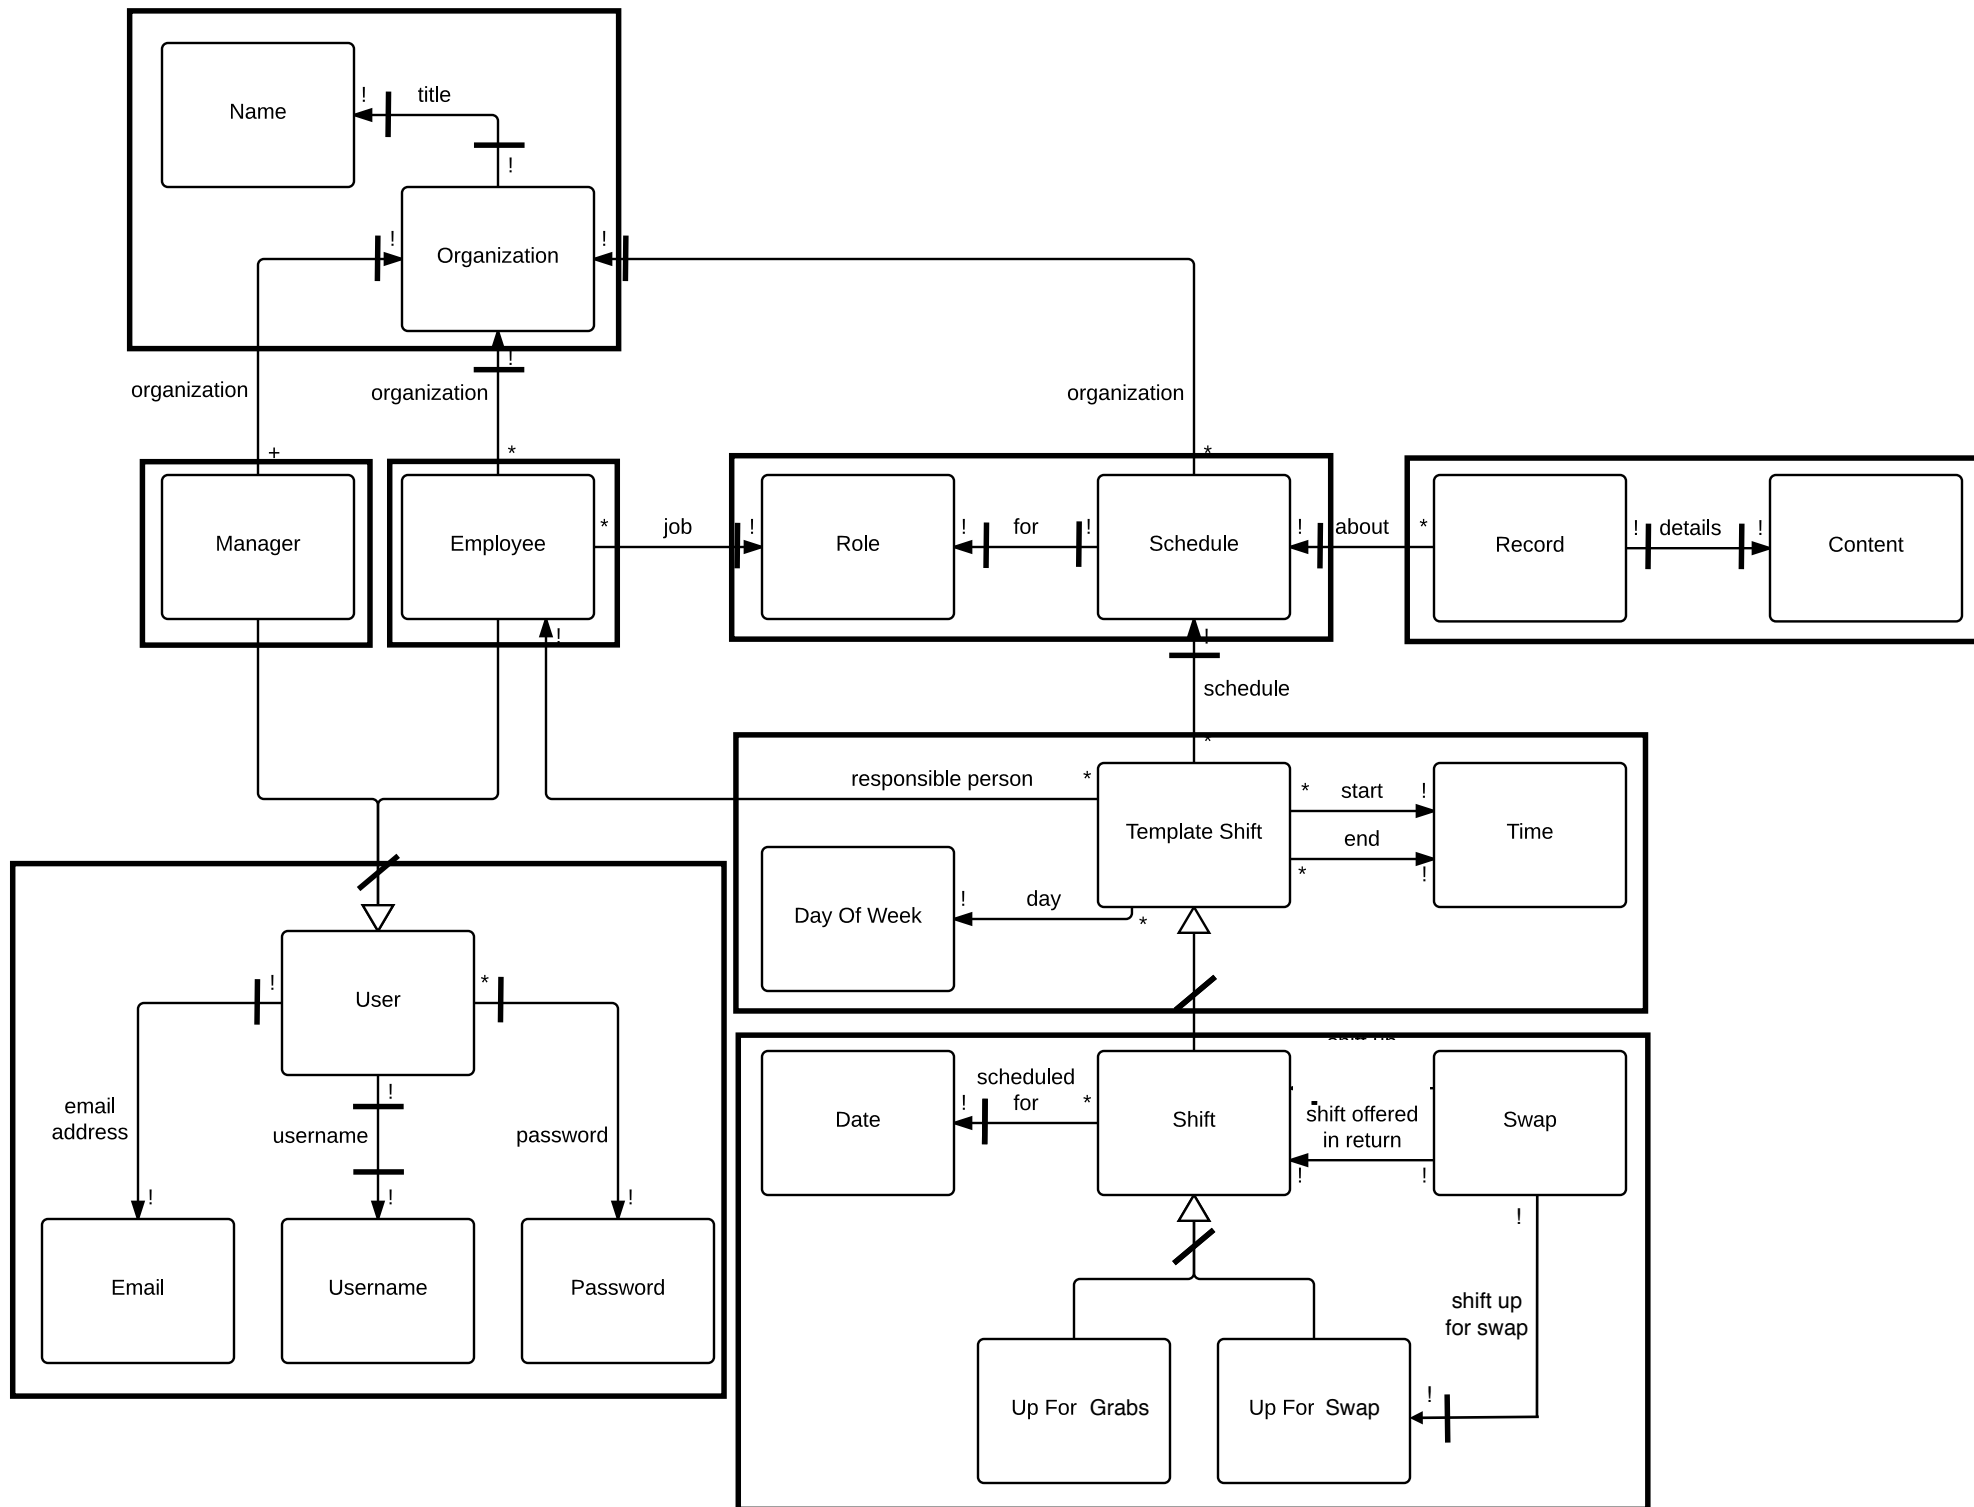 ! title
Name
!
! !
Organization
!
organization organization organization
+ * *
* job ! ! for ! ! about * ! details !
Manager Employee Role Schedule Record Content
! !
schedule
*
responsible person * * start !
end
Template Shift Time
* !
! day
Day Of Week *
! *
User
scheduled
! for *
!
email
address
username password
Date Shift Swap
shift offered
in return
! ! !
! ! !
!
Email Username Password
shift up
for swap
!
Up For Grabs Up For Swap